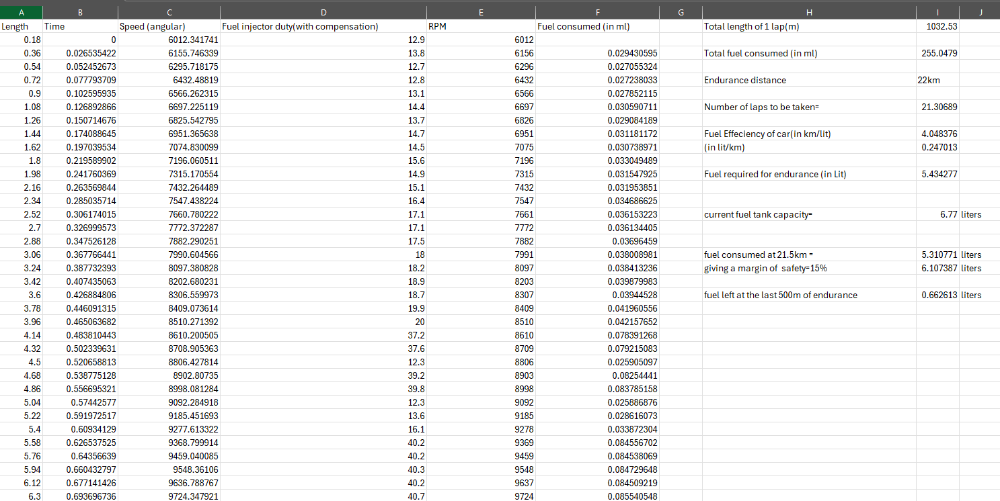 A B C D E F G H I J
Length Time Speed (angular) Fuel injector duty(with compensation) RPM Fuel consumed (in ml) Total length of 1 lap(m) 1032.53
0.18 0 6012.341741 12.9 6012
0.36 0.026535422 6155.746339 13.8 6156 0.029430595 Total fuel consumed (in ml) 255.0479
0.54 0.052452673 6295.718175 12.7 6296 0.027055324
0.72 0.077793709 6432.48819 12.8 6432 0.027238033 Endurance distance 22km
0.9 0.102595935 6566.262315 13.1 6566 0.027852115
1.08 0.126892866 6697.225119 14.4 6697 0.030590711 Number of laps to be taken= 21.30689
1.26 0.150714676 6825.542795 13.7 6826 0.029084189
1.44 0.174088645 6951.365638 14.7 6951 0.031181172 Fuel Effeciency of car(in km/lit) 4.048376
1.62 0.197039534 7074.830099 14.5 7075 0.030738971 (in lit/km) 0.247013
1.8 0.219589902 7196.060511 15.6 7196 0.033049489
1.98 0.241760369 7315.170554 14.9 7315 0.031547925 Fuel required for endurance (in Lit) 5.434277
2.16 0.263569844 7432.264489 15.1 7432 0.031953851
2.34 0.285035714 7547.438224 16.4 7547 0.034686625
2.52 0.306174015 7660.780222 17.1 7661 0.036153223 current fuel tank capacity= 6.77 liters
2.7 0.326999573 7772.372287 17.1 7772 0.036134405
2.88 0.347526128 7882.290251 17.5 7882 0.03696459
3.06 0.367766441 7990.604566 18 7991 0.038008981 fuel consumed at 21.5km = 5.310771 liters
3.24 0.387732393 8097.380828 18.2 8097 0.038413236 giving a margin of safety=15% 6.107387 liters
3.42 0.407435063 8202.680231 18.9 8203 0.039879983
3.6 0.426884806 8306.559973 18.7 8307 0.03944528 fuel left at the last 500m of endurance 0.662613 liters
3.78 0.446091315 8409.073614 19.9 8409 0.041960556
3.96 0.465063682 8510.271392 20 8510 0.042157652
4.14 0.483810443 8610.200505 37.2 8610 0.078391268
4.32 0.502339631 8708.905363 37.6 8709 0.079215083
4.5 0.520658813 8806.427814 12.3 8806 0.025905097
4.68 0.538775128 8902.80735 39.2 8903 0.08254441
4.86 0.556695321 8998.081284 39.8 8998 0.083785158
5.04 0.57442577 9092.284918 12.3 9092 0.025886876
5.22 0.591972517 9185.451693 13.6 9185 0.028616073
5.4 0.60934129 9277.613322 16.1 9278 0.033872304
5.58 0.626537525 9368.799914 40.2 9369 0.084556702
5.76 0.64356639 9459.040085 40.2 9459 0.084538069
5.94 0.660432797 9548.36106 40.3 9548 0.084729648
6.12 0.677141426 9636.788767 40.2 9637 0.084509219
6.3 0.693696736 9724.347921 40.7 9724 0.085540548